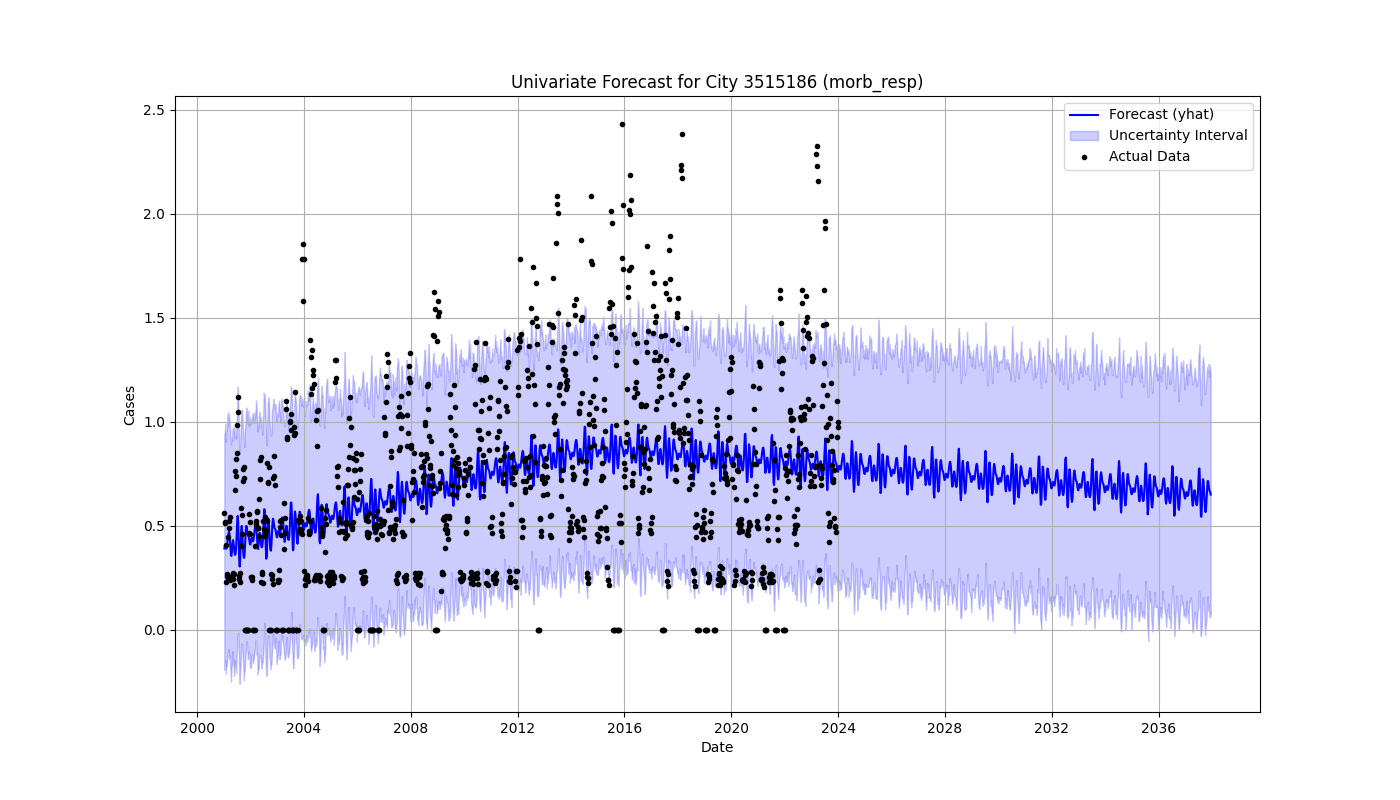 Univariate Forecast for City 3515186 (morb_resp)
Forecast (yhat)
Uncertainty Interval
Actual Data
Cases
2.5
2.0
1.5
1.0
0.5
0.0
2000 2004 2008 2012 2016 2020 2024 2028 2032 2036
Date